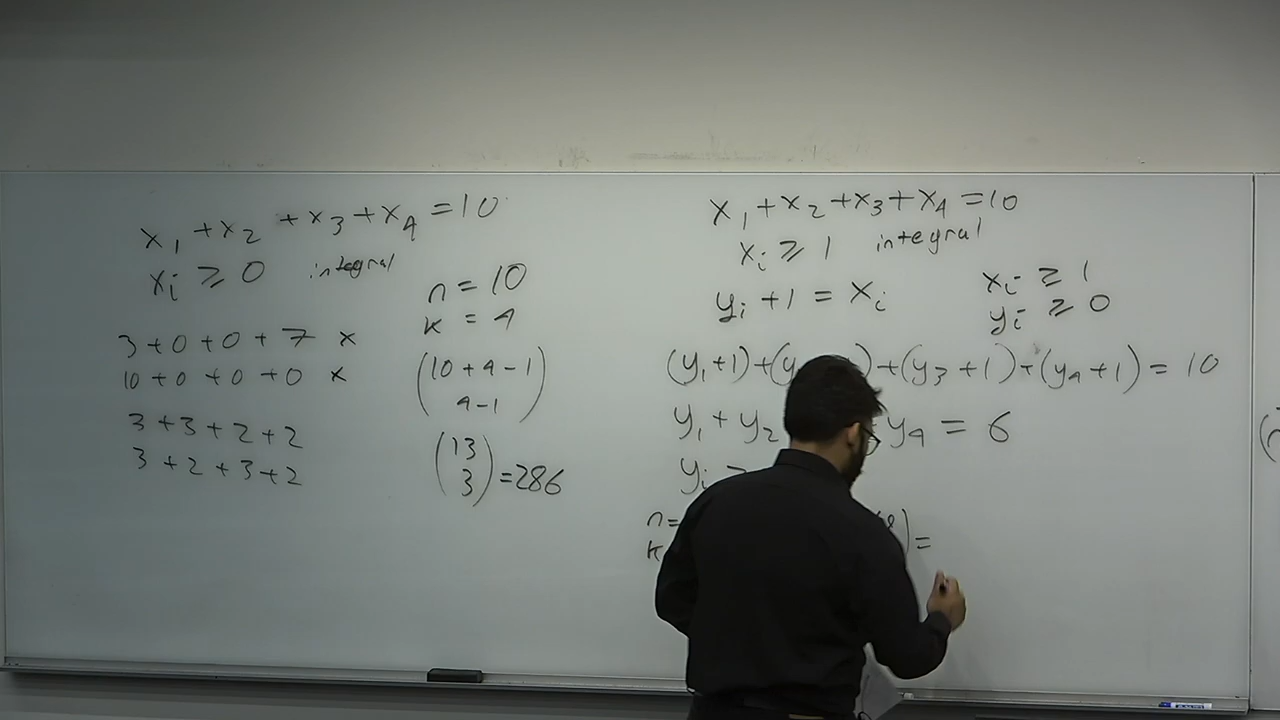 x₁ + x₂ + x₃ + x₄ = 10
xᵢ ⩾ 0 integral
n = 10
k = 4
3 + 0 + 0 + 7 ×
10 + 0 + 0 + 0 ×
(10 + 4 - 1
4 - 1)
3 + 3 + 2 + 2
3 + 2 + 3 + 2
(13
3) = 286
x₁ + x₂ + x₃ + x₄ = 10
xᵢ ⩾ 1 integral
yᵢ + 1 = xᵢ
xᵢ ⩾ 1
yᵢ ⩾ 0
(y₁ + 1) + (y + (y₃ + 1) + (y₄ + 1) = 10
y₁ + y₂ y₄ = 6
yᵢ
n =
k
) =